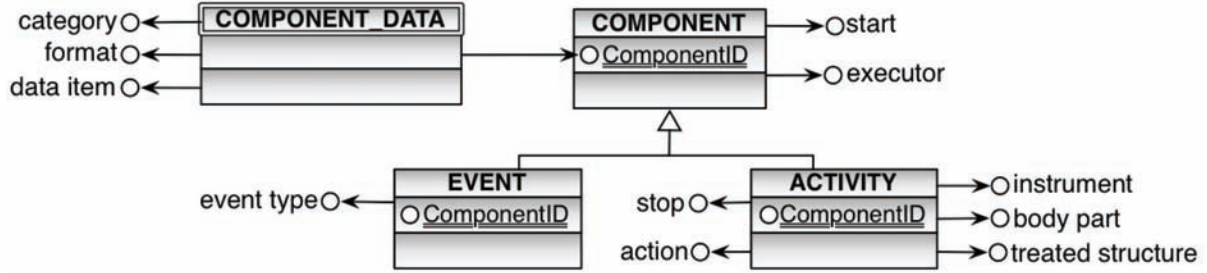 category
COMPONENT_DATA
COMPONENT
start
format
ComponentID
executor
data item
EVENT
ACTIVITY
instrument
event type
ComponentID
stop
ComponentID
body part
action
treated structure